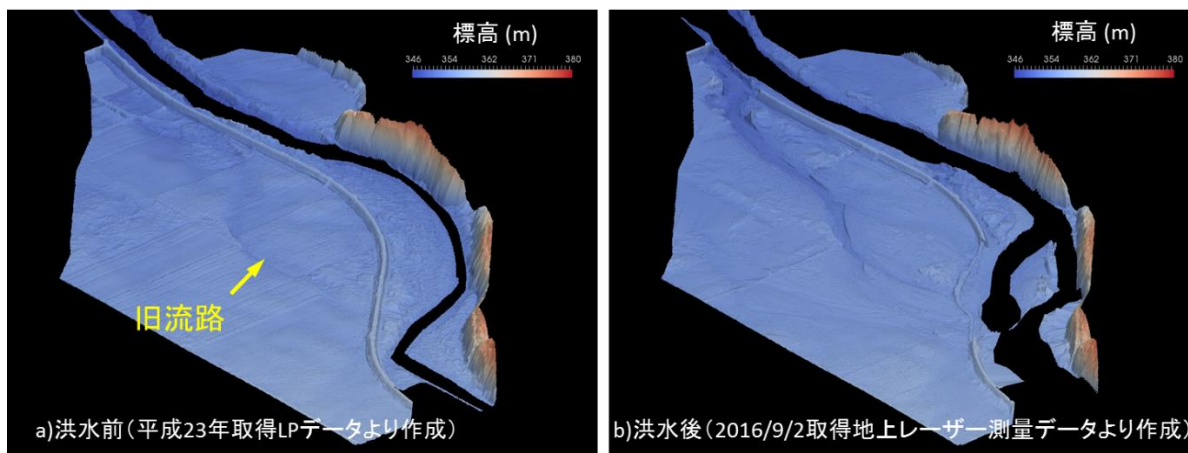 標高 (m)
346 354 362 371 380
旧流路
a)洪水前(平成23年取得LPデータより作成)
標高 (m)
346 354 362 371 380
b)洪水後(2016/9/2取得地上レーザー測量データより作成)